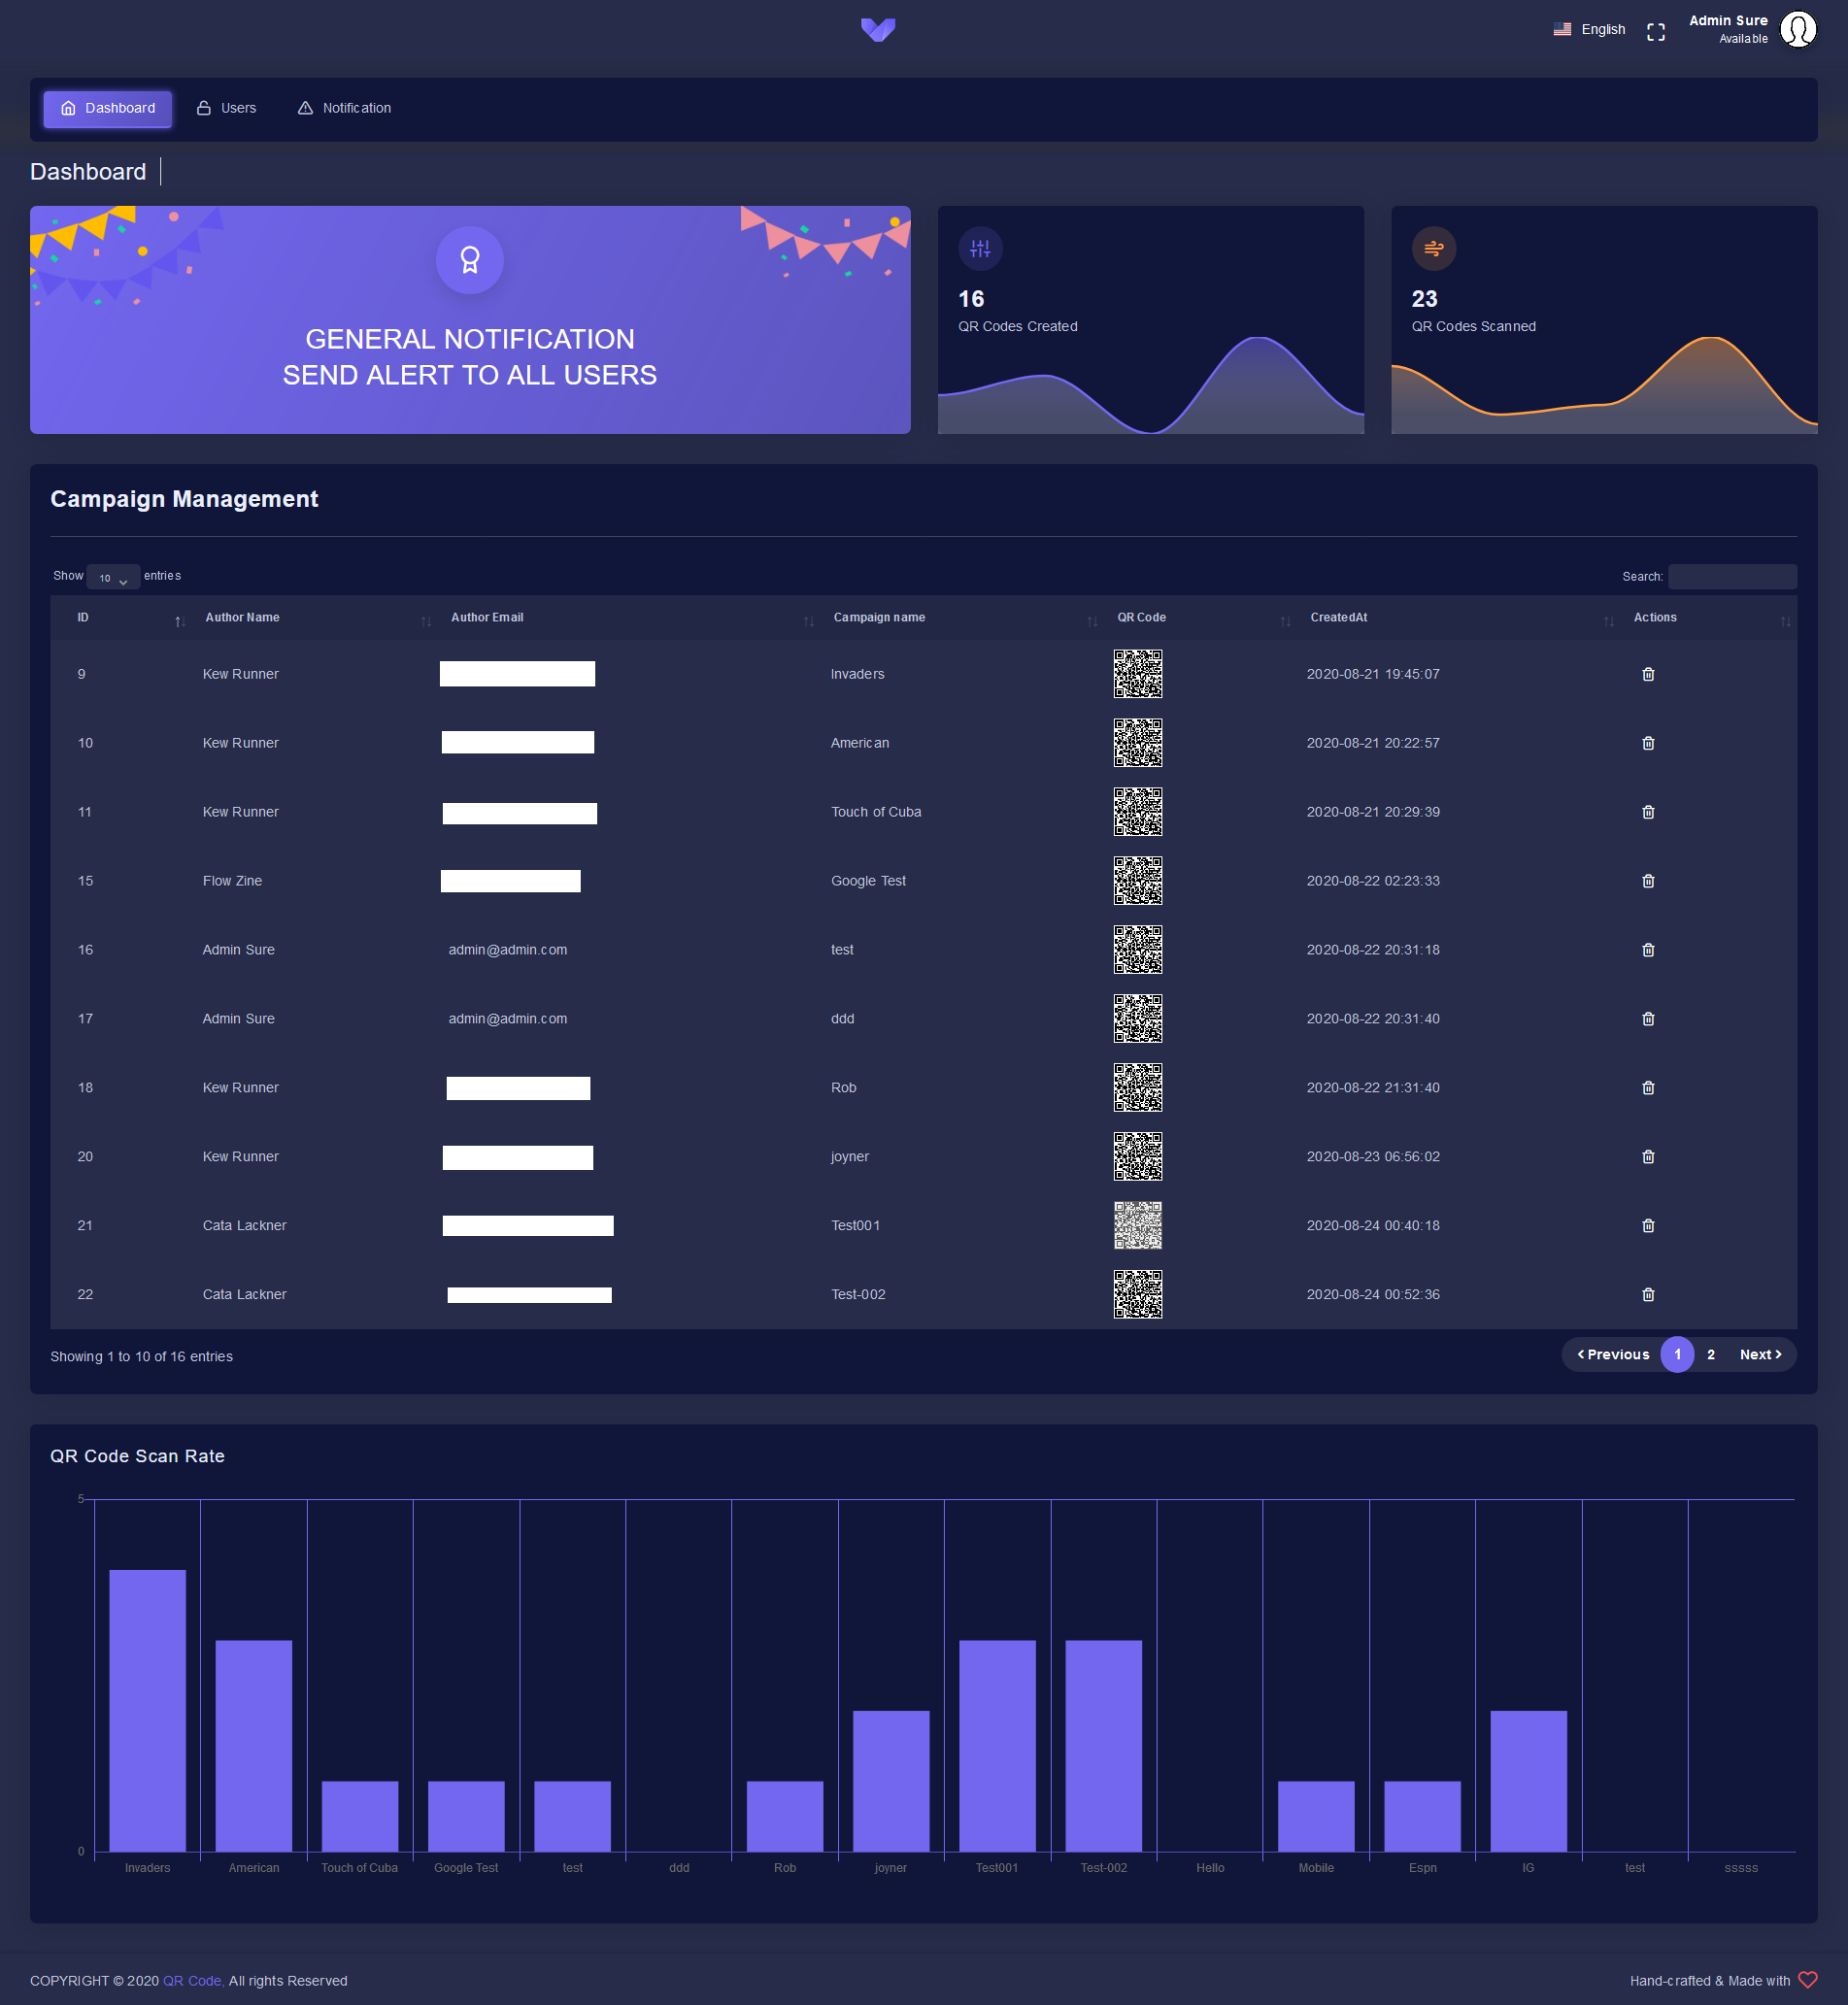 English
Admin Sure
Available
Dashboard
Users
Notification
Dashboard
GENERAL NOTIFICATION
SEND ALERT TO ALL USERS
16
QR Codes Created
23
QR Codes Scanned
Campaign Management
Show 10 entries
Search:
ID Author Name Author Email Campaign name QR Code CreatedAt Actions
9 Kew Runner Invaders 2020-08-21 19:45:07
10 Kew Runner American 2020-08-21 20:22:57
11 Kew Runner Touch of Cuba 2020-08-21 20:29:39
15 Flow Zine Google Test 2020-08-22 02:23:33
16 Admin Sure admin@admin.com test 2020-08-22 20:31:18
17 Admin Sure admin@admin.com ddd 2020-08-22 20:31:40
18 Kew Runner Rob 2020-08-22 21:31:40
20 Kew Runner joyner 2020-08-23 06:56:02
21 Cata Lackner Test001 2020-08-24 00:40:18
22 Cata Lackner Test-002 2020-08-24 00:52:36
Showing 1 to 10 of 16 entries
Previous 1 2 Next
QR Code Scan Rate
5
0
Invaders American Touch of Cuba Google Test test ddd Rob joyner Test001 Test-002 Hello Mobile Espn IG test sssss
COPYRIGHT © 2020 QR Code, All rights Reserved
Hand-crafted & Made with